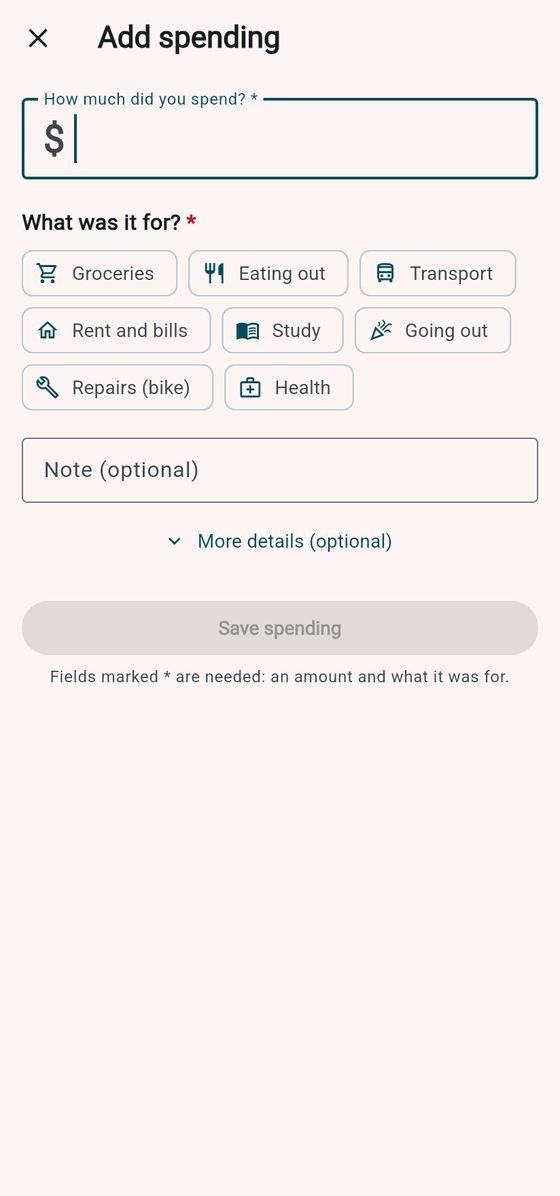 Add spending
How much did you spend? *
$
What was it for? *
Groceries
Eating out
Transport
Rent and bills
Study
Going out
Repairs (bike)
Health
Note (optional)
More details (optional)
Save spending
Fields marked * are needed: an amount and what it was for.